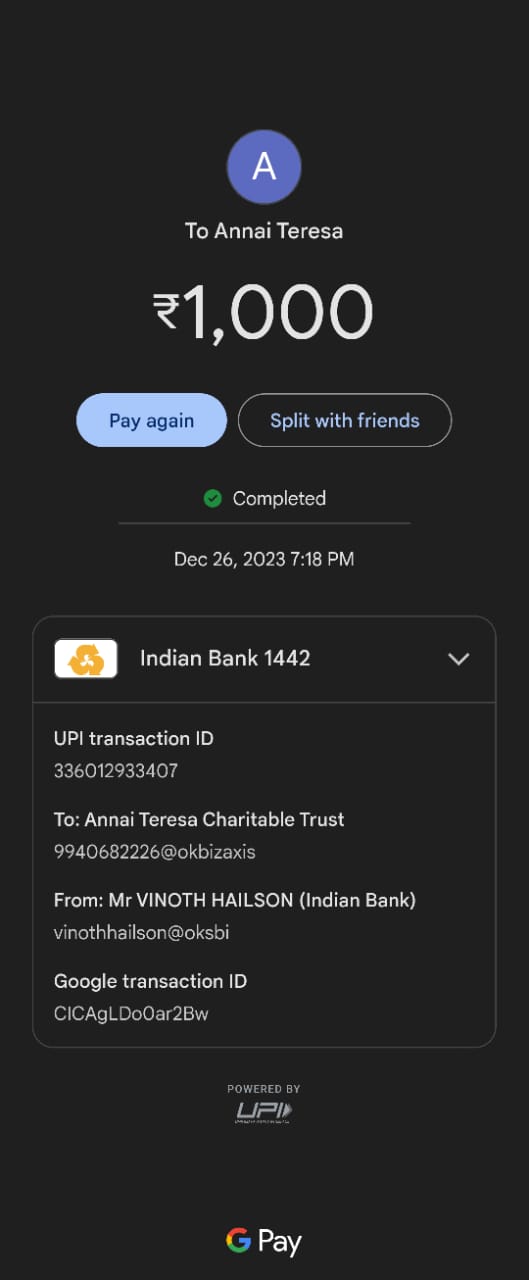 A
To Annai Teresa
₹1,000
Pay again
Split with friends
Completed
Dec 26, 2023 7:18 PM
Indian Bank 1442
UPI transaction ID
336012933407
To: Annai Teresa Charitable Trust
9940682226@okbizaxis
From: Mr VINOTH HAILSON (Indian Bank)
vinothhailson@oksbi
Google transaction ID
CICAgLDo0ar2Bw
POWERED BY
UPI
G Pay